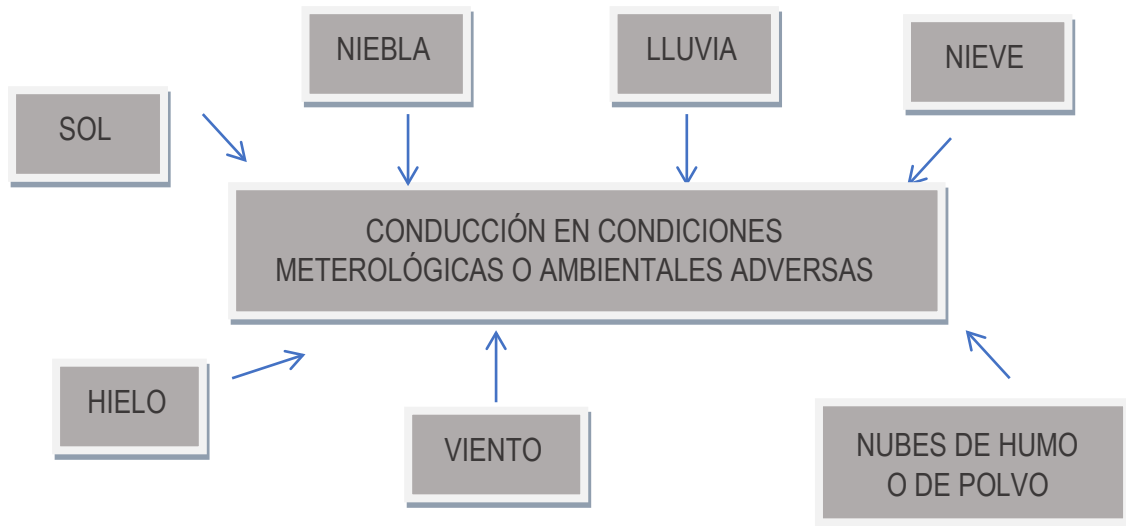 NIEBLA
LLUVIA
NIEVE
SOL
CONDUCCIÓN EN CONDICIONES
METEROLÓGICAS O AMBIENTALES ADVERSAS
HIELO
VIENTO
NUBES DE HUMO
O DE POLVO